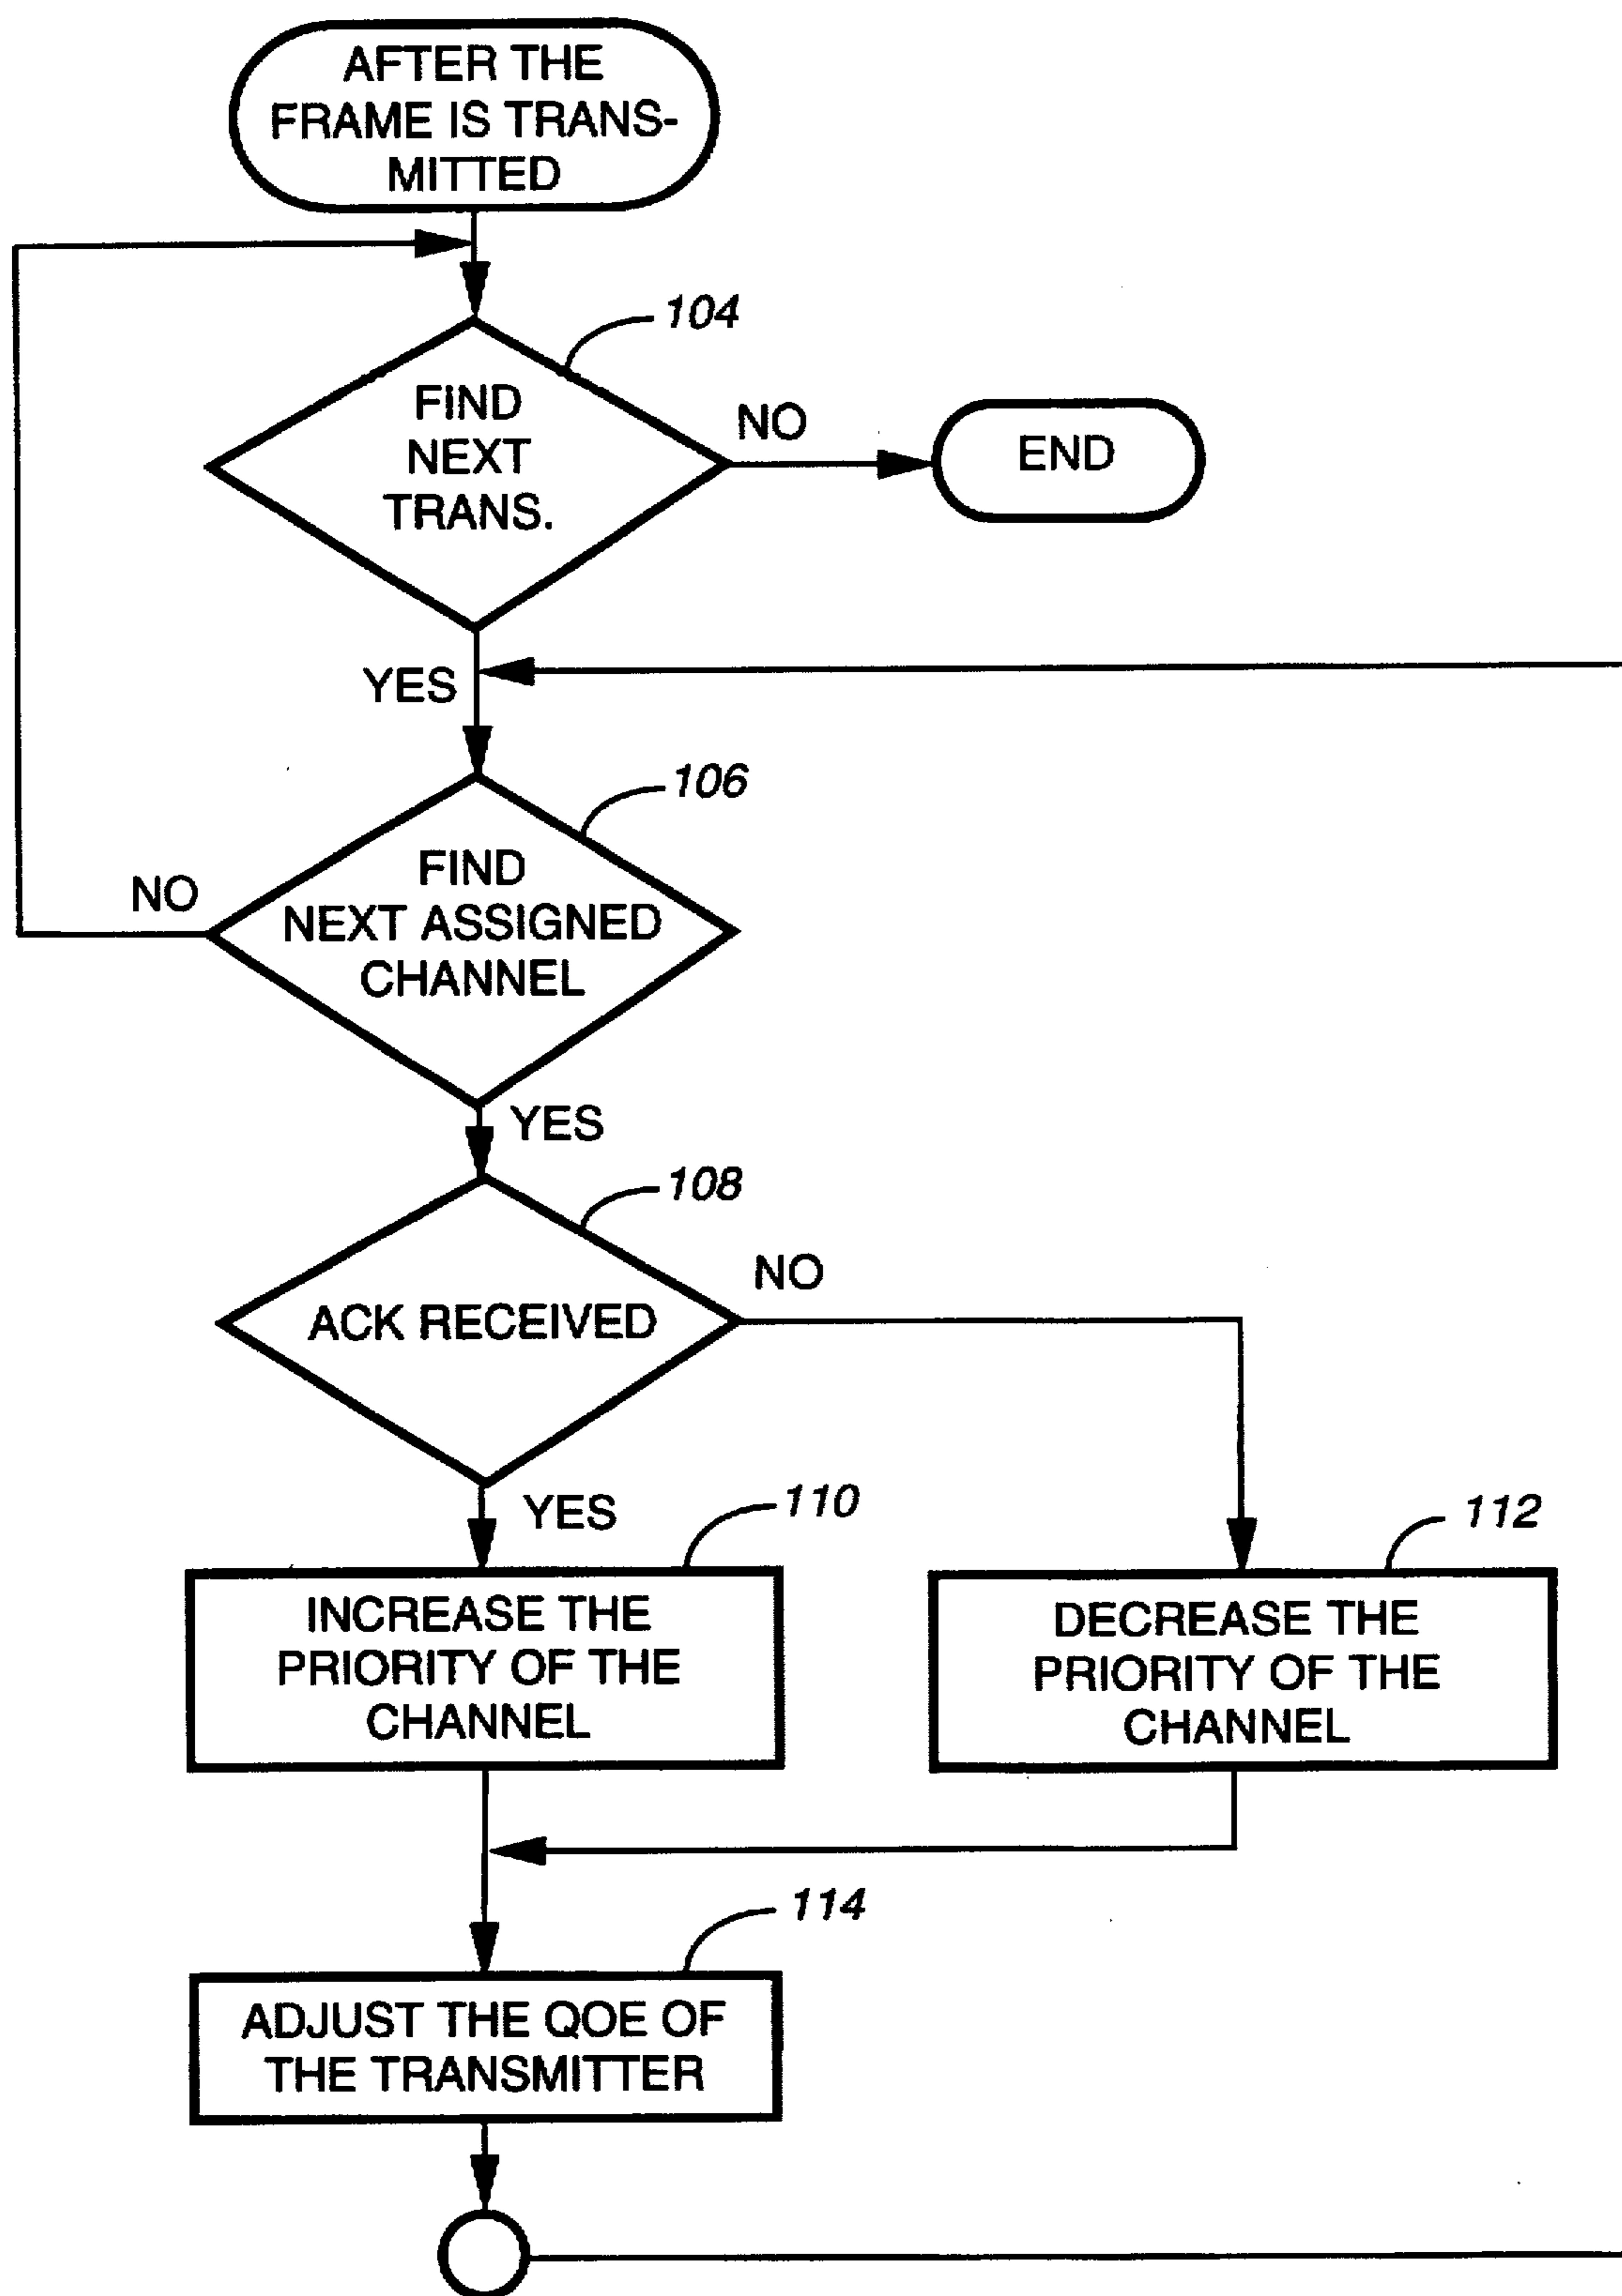 AFTER THE
FRAME IS TRANS-
MITTED
104
FIND
NEXT
TRANS.
NO
END
YES
106
FIND
NEXT ASSIGNED
CHANNEL
NO
YES
108
ACK RECEIVED
NO
YES
110
INCREASE THE
PRIORITY OF THE
CHANNEL
112
DECREASE THE
PRIORITY OF THE
CHANNEL
114
ADJUST THE QOE OF
THE TRANSMITTER